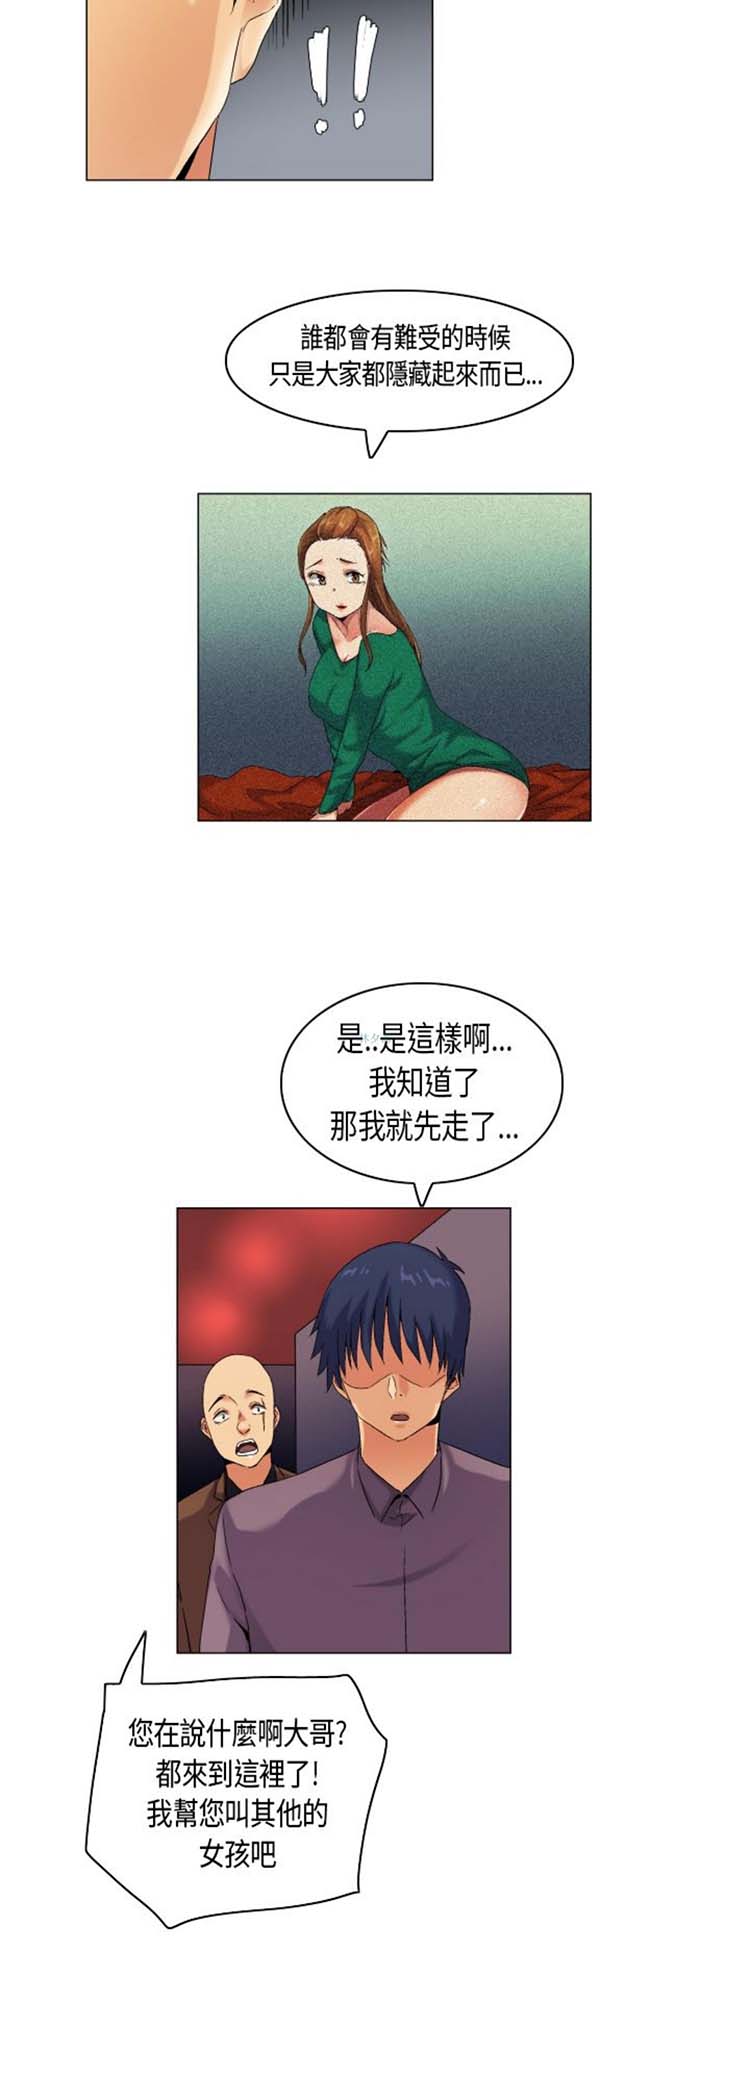 !!
誰都會有難受的時候
只是大家都隱藏起來而已...
是..是這樣啊...
我知道了
那我就先走了...
您在說什麼啊大哥?
都來到這裡了!
我幫您叫其他的
女孩吧